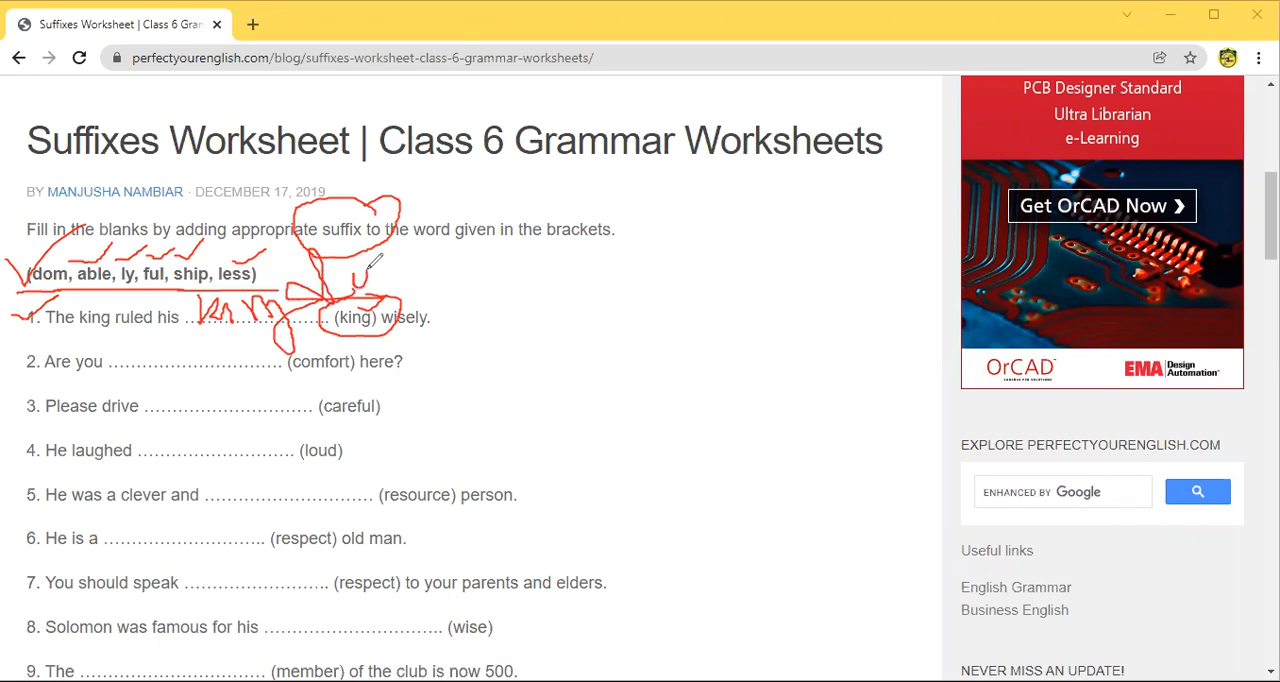 Suffixes Worksheet | Class 6 Gran
perfectyourenglish.com/blog/suffixes-worksheet-class-6-grammar-worksheets/
Suffixes Worksheet | Class 6 Grammar Worksheets
BY MANJUSHA NAMBIAR · DECEMBER 17, 2019
Fill in the blanks by adding appropriate suffix to the word given in the brackets.
(dom, able, ly, ful, ship, less)
1. The king ruled his ………………………. (king) wisely.
2. Are you ………………………. (comfort) here?
3. Please drive ………………………. (careful)
4. He laughed ………………………. (loud)
5. He was a clever and ………………………. (resource) person.
6. He is a ………………………. (respect) old man.
7. You should speak ………………………. (respect) to your parents and elders.
8. Solomon was famous for his ………………………. (wise)
9. The ………………………. (member) of the club is now 500.
PCB Designer Standard
Ultra Librarian
e-Learning
Get OrCAD Now ❯
OrCAD
EMA Design Automation
EXPLORE PERFECTYOURENGLISH.COM
ENHANCED BY Google
Useful links
English Grammar
Business English
NEVER MISS AN UPDATE!